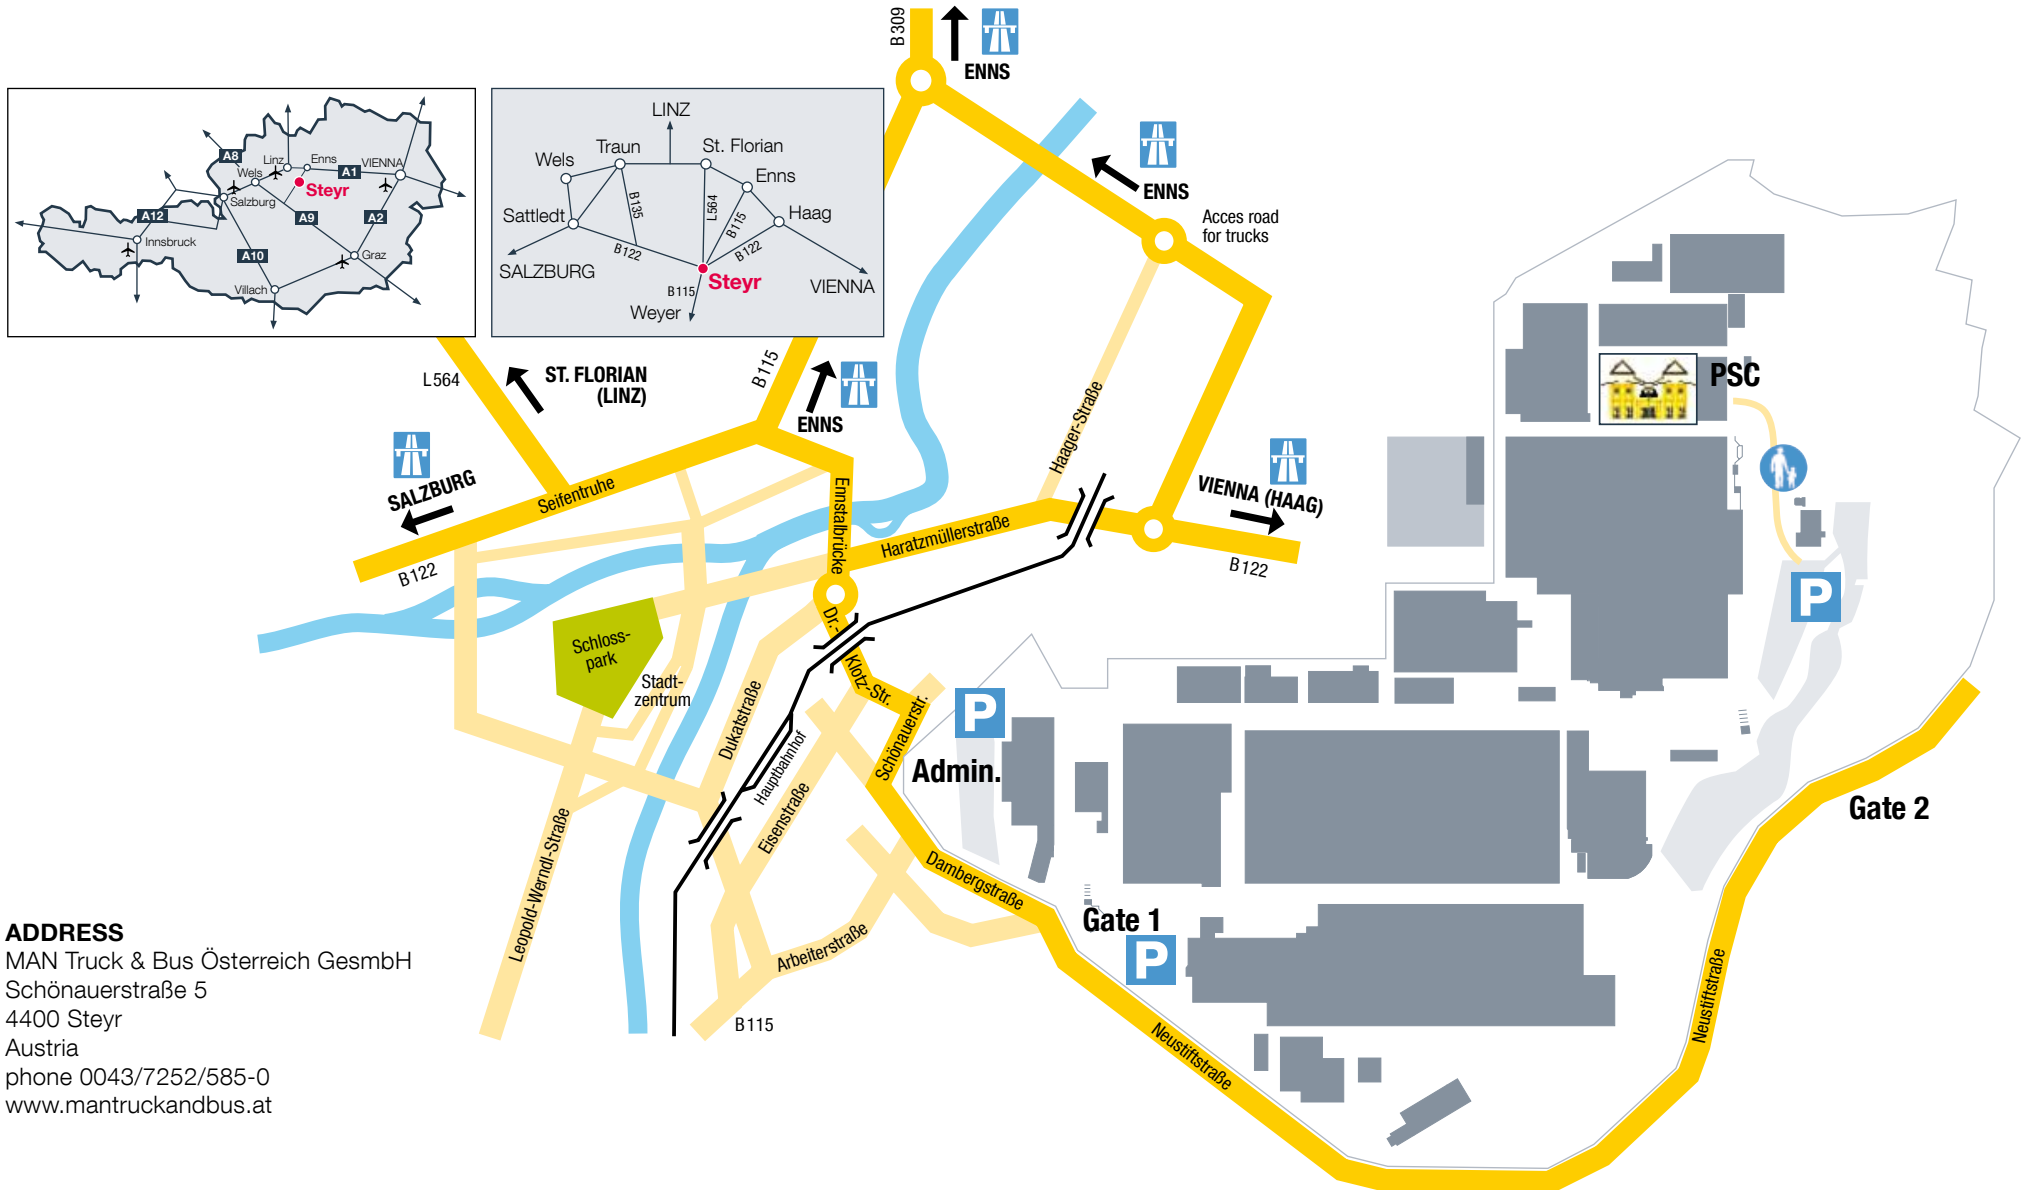 B309
ENNS
A8
Linz
Enns
VIENNA
A1
Wels
Steyr
Salzburg
A12
A9
A2
Innsbruck
A10
Graz
Villach
LINZ
Traun
St. Florian
Wels
Enns
B135
L564
B115
Sattledt
Haag
B122
B122
SALZBURG
Steyr
VIENNA
B115
Weyer
ENNS
Acces road
for trucks
L564
ST. FLORIAN
(LINZ)
B115
ENNS
Haager-Straße
SALZBURG
Seifentruhe
B122
Ennstalbrücke
Haratzmüllerstraße
VIENNA (HAAG)
B122
PSC
P
Schloss-
park
Stadt-
zentrum
Dr.-
Klotz-Str.
Schönauerstr.
Dukatstraße
Hauptbahnhof
Eisenstraße
Leopold-Werndl-Straße
Arbeiterstraße
B115
P
Admin.
Dambergstraße
Gate 1
P
Gate 2
Neustiftstraße
Neustiftstraße
ADDRESS
MAN Truck & Bus Österreich GesmbH
Schönauerstraße 5
4400 Steyr
Austria
phone 0043/7252/585-0
www.mantruckandbus.at